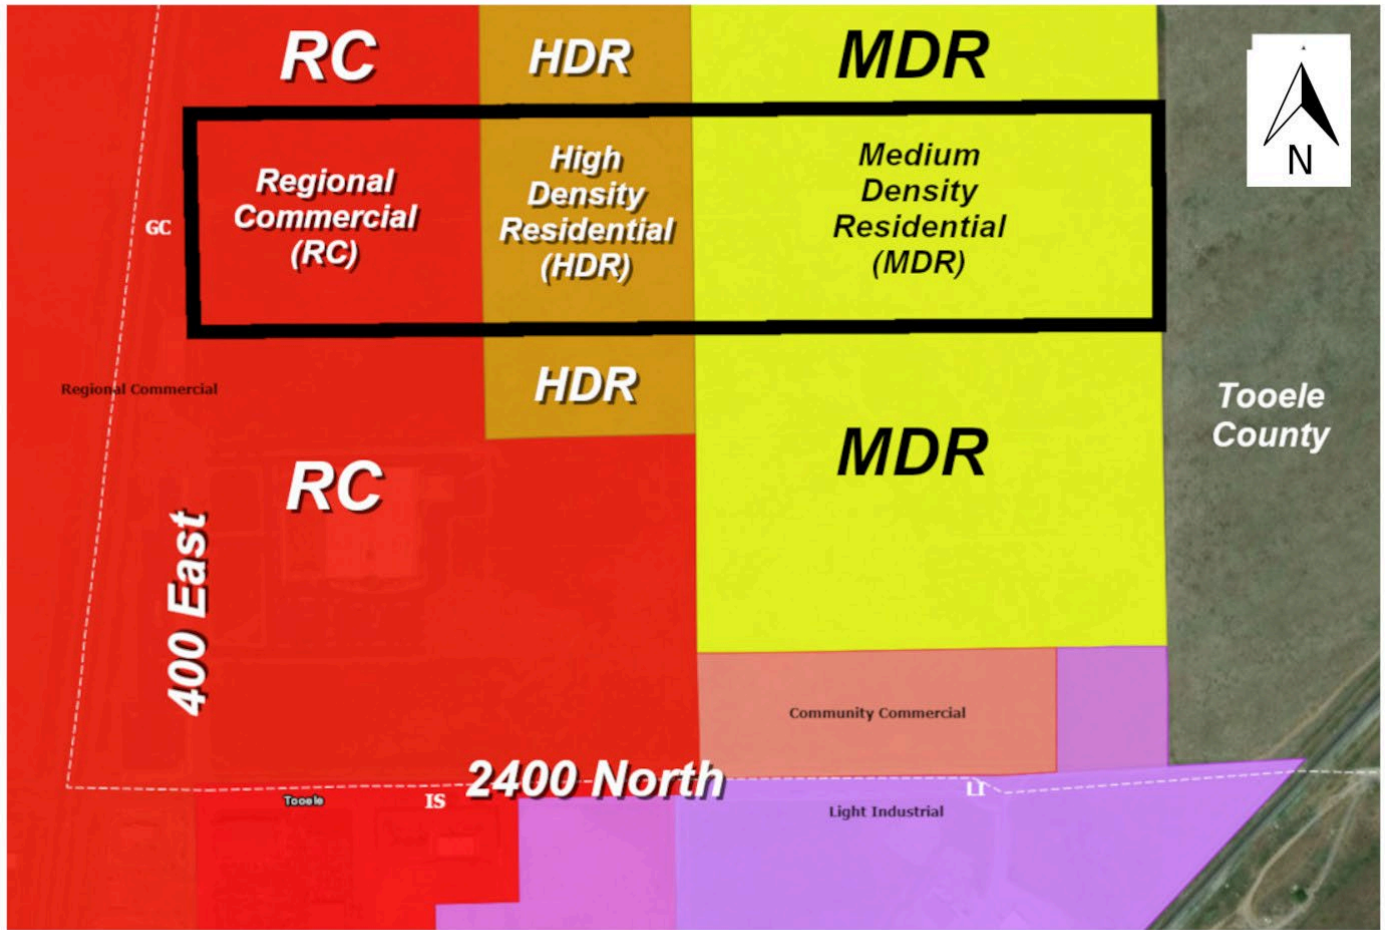 RC
HDR
MDR
N
Regional
Commercial
(RC)
High
Density
Residential
(HDR)
Medium
Density
Residential
(MDR)
GC
Regional Commercial
HDR
Tooele
County
RC
MDR
400 East
Community Commercial
2400 North
Tooele
IS
LI
Light Industrial